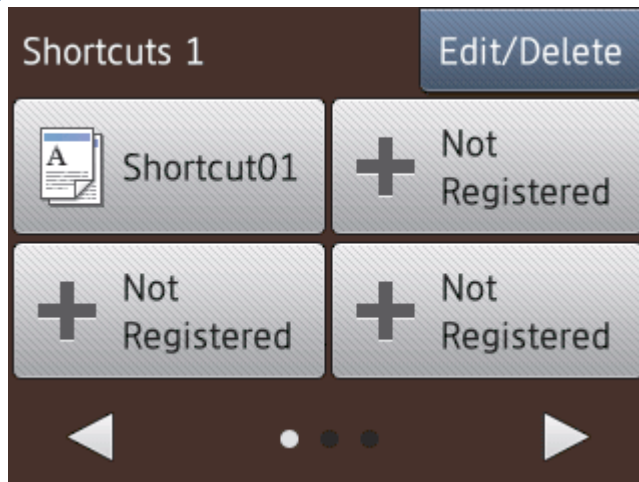 Shortcuts 1
Edit/Delete
A
Shortcut01
Not
Registered
Not
Registered
Not
Registered